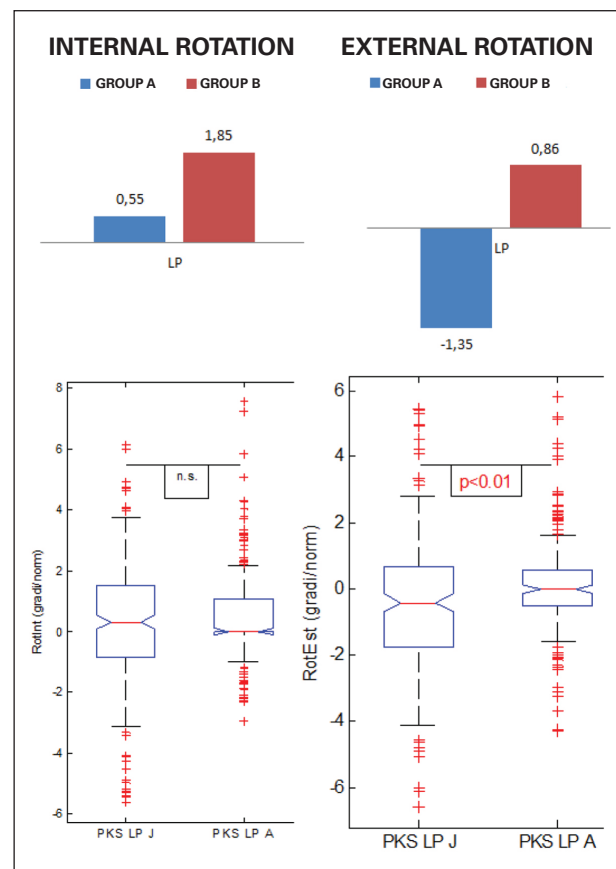 INTERNAL ROTATION
GROUP A GROUP B
1,85
0,55
LP
EXTERNAL ROTATION
GROUP A GROUP B
0,86
LP
-1,35
8
6
4
2
0
-2
-4
-6
RotInt (gradi/norm)
n.s.
PKS LP J PKS LP A
6
4
2
0
-2
-4
-6
RotEst (gradi/norm)
p<0.01
PKS LP J PKS LP A